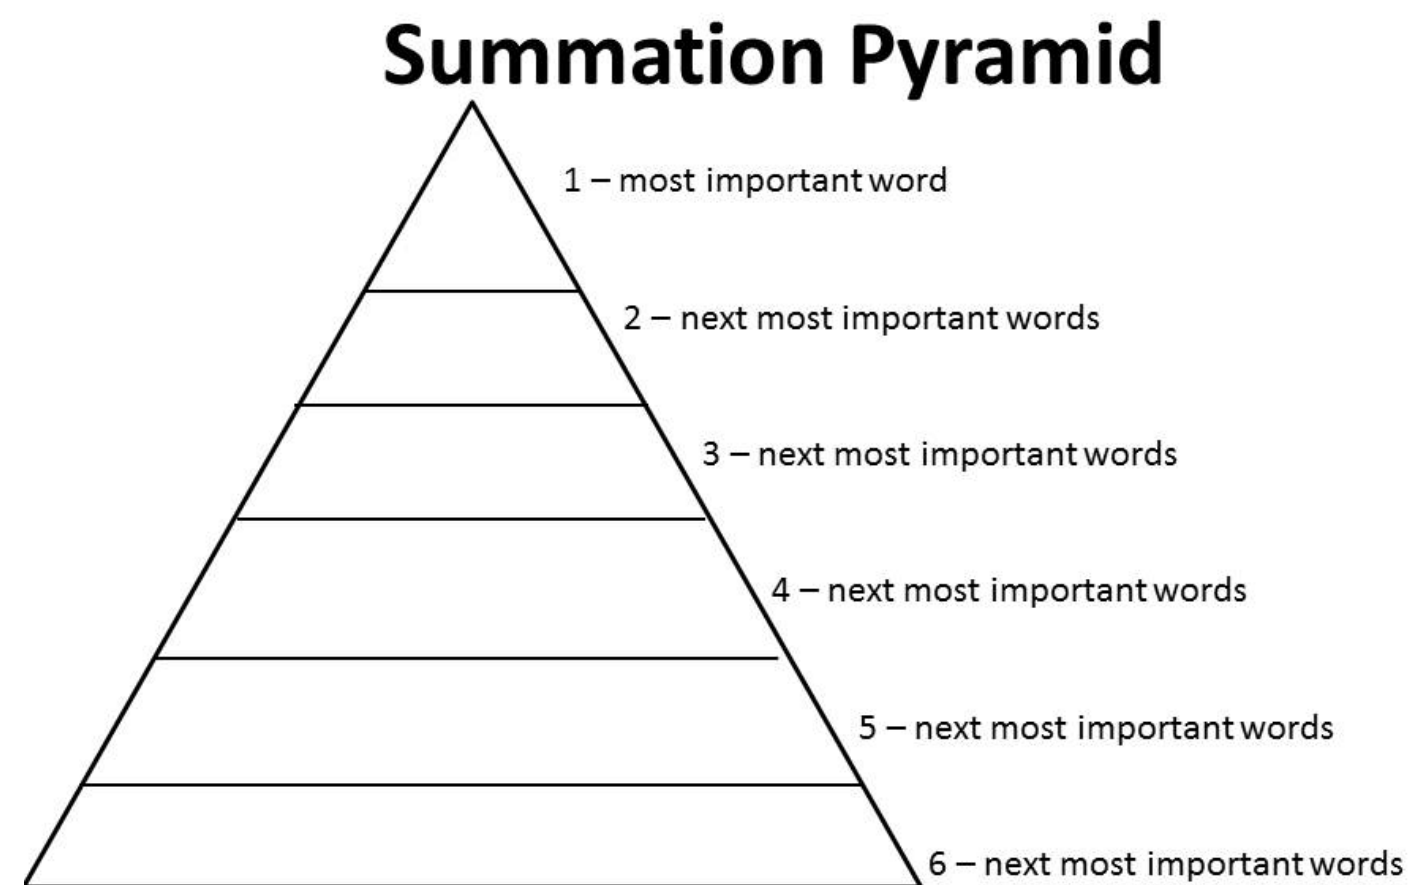 Summation Pyramid
1 – most important word
2 – next most important words
3 – next most important words
4 – next most important words
5 – next most important words
6 – next most important words